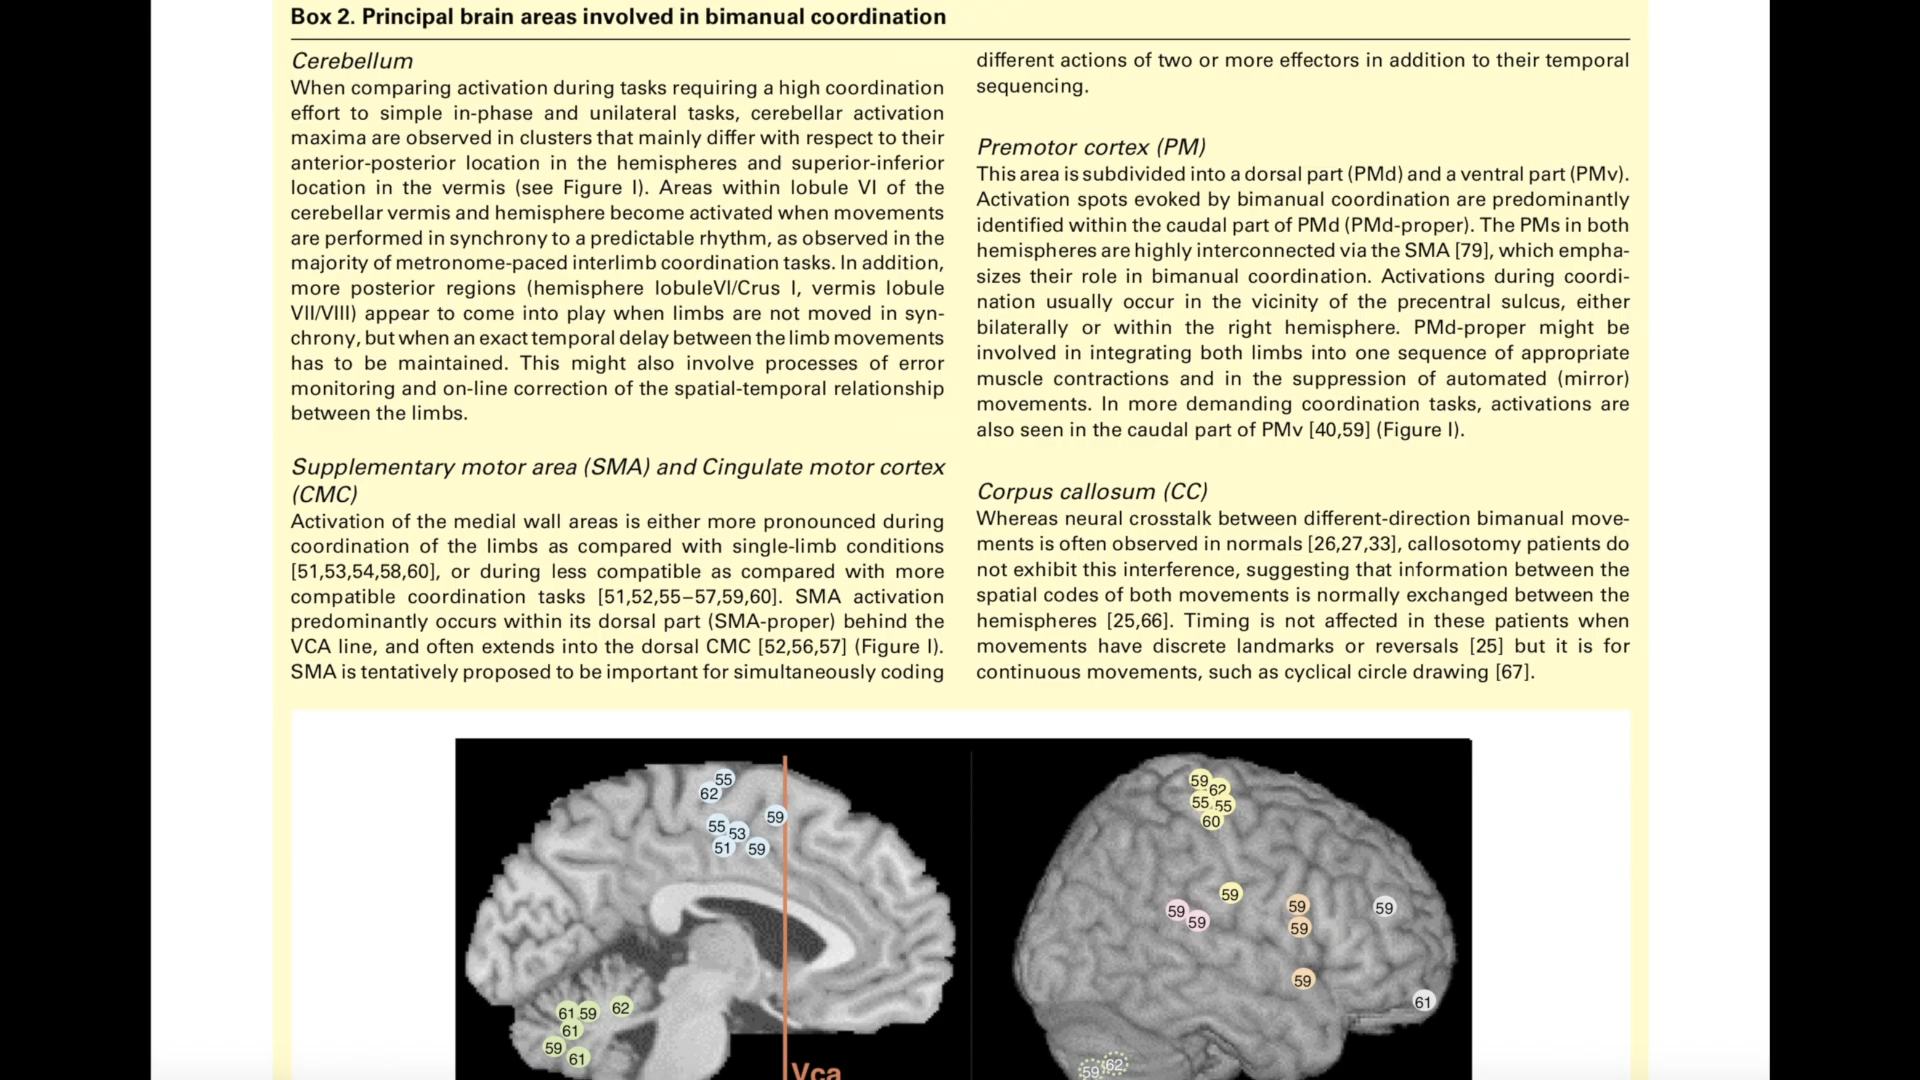 Box 2. Principal brain areas involved in bimanual coordination
Cerebellum
When comparing activation during tasks requiring a high coordination
effort to simple in-phase and unilateral tasks, cerebellar activation
maxima are observed in clusters that mainly differ with respect to their
anterior-posterior location in the hemispheres and superior-inferior
location in the vermis (see Figure I). Areas within lobule VI of the
cerebellar vermis and hemisphere become activated when movements
are performed in synchrony to a predictable rhythm, as observed in the
majority of metronome-paced interlimb coordination tasks. In addition,
more posterior regions (hemisphere lobuleVI/Crus I, vermis lobule
VII/VIII) appear to come into play when limbs are not moved in syn-
chrony, but when an exact temporal delay between the limb movements
has to be maintained. This might also involve processes of error
monitoring and on-line correction of the spatial-temporal relationship
between the limbs.
Supplementary motor area (SMA) and Cingulate motor cortex
(CMC)
Activation of the medial wall areas is either more pronounced during
coordination of the limbs as compared with single-limb conditions
[51,53,54,58,60], or during less compatible as compared with more
compatible coordination tasks [51,52,55–57,59,60]. SMA activation
predominantly occurs within its dorsal part (SMA-proper) behind the
VCA line, and often extends into the dorsal CMC [52,56,57] (Figure I).
SMA is tentatively proposed to be important for simultaneously coding
different actions of two or more effectors in addition to their temporal
sequencing.
Premotor cortex (PM)
This area is subdivided into a dorsal part (PMd) and a ventral part (PMv).
Activation spots evoked by bimanual coordination are predominantly
identified within the caudal part of PMd (PMd-proper). The PMs in both
hemispheres are highly interconnected via the SMA [79], which empha-
sizes their role in bimanual coordination. Activations during coordi-
nation usually occur in the vicinity of the precentral sulcus, either
bilaterally or within the right hemisphere. PMd-proper might be
involved in integrating both limbs into one sequence of appropriate
muscle contractions and in the suppression of automated (mirror)
movements. In more demanding coordination tasks, activations are
also seen in the caudal part of PMv [40,59] (Figure I).
Corpus callosum (CC)
Whereas neural crosstalk between different-direction bimanual move-
ments is often observed in normals [26,27,33], callosotomy patients do
not exhibit this interference, suggesting that information between the
spatial codes of both movements is normally exchanged between the
hemispheres [25,66]. Timing is not affected in these patients when
movements have discrete landmarks or reversals [25] but it is for
continuous movements, such as cyclical circle drawing [67].
55
62
59
55 53
51 59
61 59 62
61
59
61
Vca
59
62
55 55
60
59
59
59
59
59
59
59
61
59 62